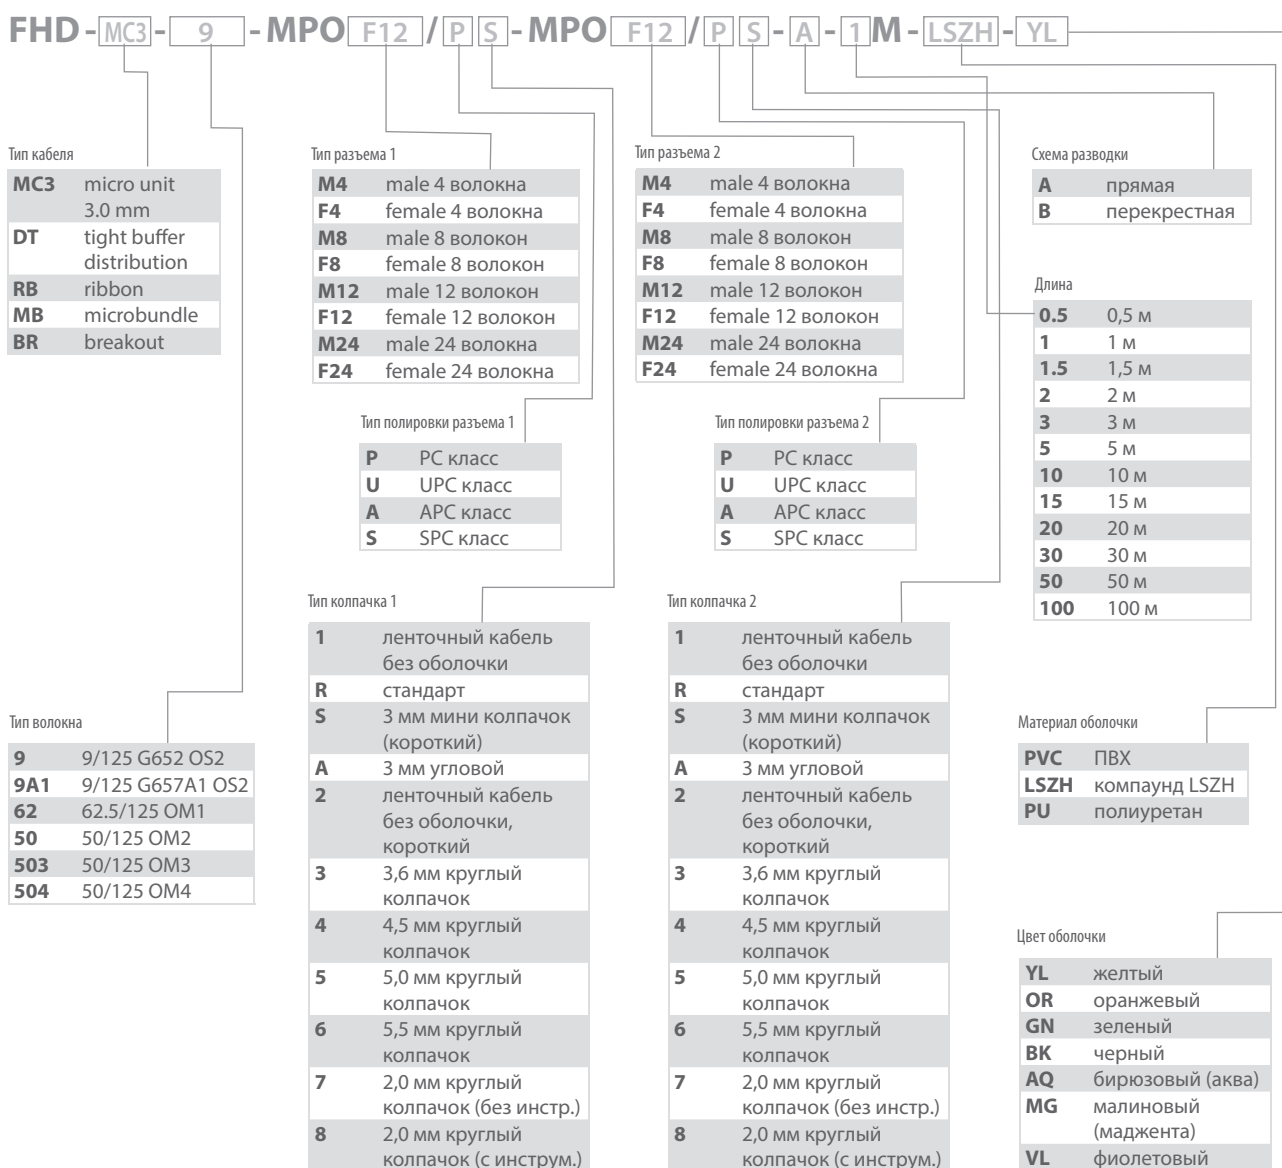 FHD-MC3-9-MPO F12/PS-MPO F12/PS-A-1M-LSZH-YL
Тип кабеля
MC3 micro unit
3.0 mm
DT tight buffer
distribution
RB ribbon
MB microbundle
BR breakout
Тип волокна
9 9/125 G652 OS2
9A1 9/125 G657A1 OS2
62 62.5/125 OM1
50 50/125 OM2
503 50/125 OM3
504 50/125 OM4
Тип разъема 1
M4 male 4 волокна
F4 female 4 волокна
M8 male 8 волокон
F8 female 8 волокон
M12 male 12 волокон
F12 female 12 волокон
M24 male 24 волокна
F24 female 24 волокна
Тип полировки разъема 1
P PC класс
U UPC класс
A APC класс
S SPC класс
Тип колпачка 1
1 ленточный кабель
без оболочки
R стандарт
S 3 мм мини колпачок
(короткий)
A 3 мм угловой
2 ленточный кабель
без оболочки,
короткий
3 3,6 мм круглый
колпачок
4 4,5 мм круглый
колпачок
5 5,0 мм круглый
колпачок
6 5,5 мм круглый
колпачок
7 2,0 мм круглый
колпачок (без инстр.)
8 2,0 мм круглый
колпачок (с инструм.)
Тип разъема 2
M4 male 4 волокна
F4 female 4 волокна
M8 male 8 волокон
F8 female 8 волокон
M12 male 12 волокон
F12 female 12 волокон
M24 male 24 волокна
F24 female 24 волокна
Тип полировки разъема 2
P PC класс
U UPC класс
A APC класс
S SPC класс
Тип колпачка 2
1 ленточный кабель
без оболочки
R стандарт
S 3 мм мини колпачок
(короткий)
A 3 мм угловой
2 ленточный кабель
без оболочки,
короткий
3 3,6 мм круглый
колпачок
4 4,5 мм круглый
колпачок
5 5,0 мм круглый
колпачок
6 5,5 мм круглый
колпачок
7 2,0 мм круглый
колпачок (без инстр.)
8 2,0 мм круглый
колпачок (с инструм.)
Схема разводки
A прямая
B перекрестная
Длина
0.5 0,5 м
1 1 м
1.5 1,5 м
2 2 м
3 3 м
5 5 м
10 10 м
15 15 м
20 20 м
30 30 м
50 50 м
100 100 м
Материал оболочки
PVC ПВХ
LSZH компаунд LSZH
PU полиуретан
Цвет оболочки
YL желтый
OR оранжевый
GN зеленый
BK черный
AQ бирюзовый (аква)
MG малиновый
(маджента)
VL фиолетовый